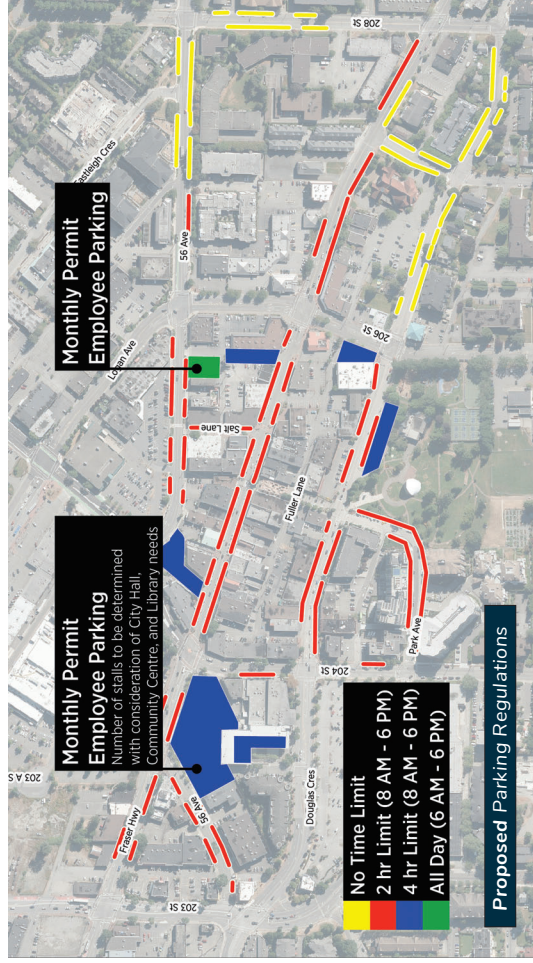 Monthly Permit
Employee Parking
Number of stalls to be determined
with consideration of City Hall,
Community Centre, and Library needs
Monthly Permit
Employee Parking
203 A St
Fraser Hwy
56 Ave
203 St
Douglas Cres
204 St
Park Ave
Fuller Lane
Salt Lane
Logan Ave
56 Ave
206 St
208 St
No Time Limit
2 hr Limit (8 AM - 6 PM)
4 hr Limit (8 AM - 6 PM)
All Day (6 AM - 6 PM)
Proposed Parking Regulations